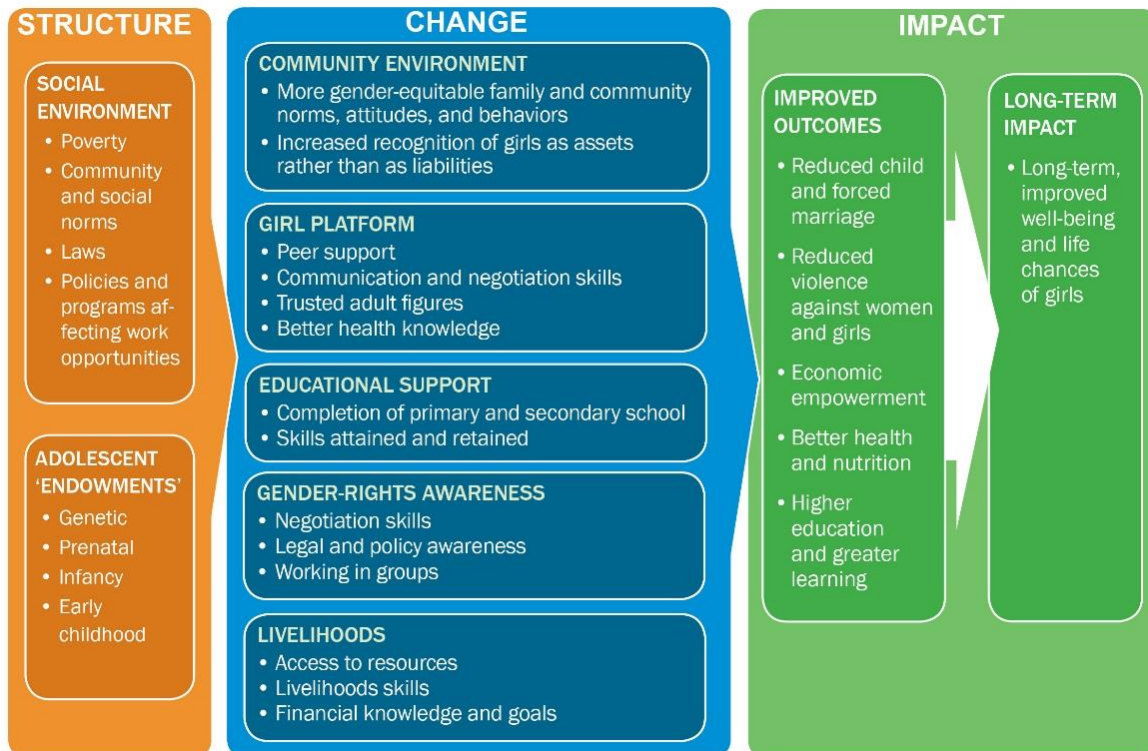 STRUCTURE
SOCIAL
ENVIRONMENT
• Poverty
• Community
and social
norms
• Laws
• Policies and
programs af-
fecting work
opportunities
ADOLESCENT
‘ENDOWMENTS’
• Genetic
• Prenatal
• Infancy
• Early
childhood
CHANGE
COMMUNITY ENVIRONMENT
• More gender-equitable family and community
norms, attitudes, and behaviors
• Increased recognition of girls as assets
rather than as liabilities
GIRL PLATFORM
• Peer support
• Communication and negotiation skills
• Trusted adult figures
• Better health knowledge
EDUCATIONAL SUPPORT
• Completion of primary and secondary school
• Skills attained and retained
GENDER-RIGHTS AWARENESS
• Negotiation skills
• Legal and policy awareness
• Working in groups
LIVELIHOODS
• Access to resources
• Livelihoods skills
• Financial knowledge and goals
IMPACT
IMPROVED
OUTCOMES
• Reduced child
and forced
marriage
• Reduced
violence
against women
and girls
• Economic
empowerment
• Better health
and nutrition
• Higher
education
and greater
learning
LONG-TERM
IMPACT
• Long-term,
improved
well-being
and life
chances
of girls